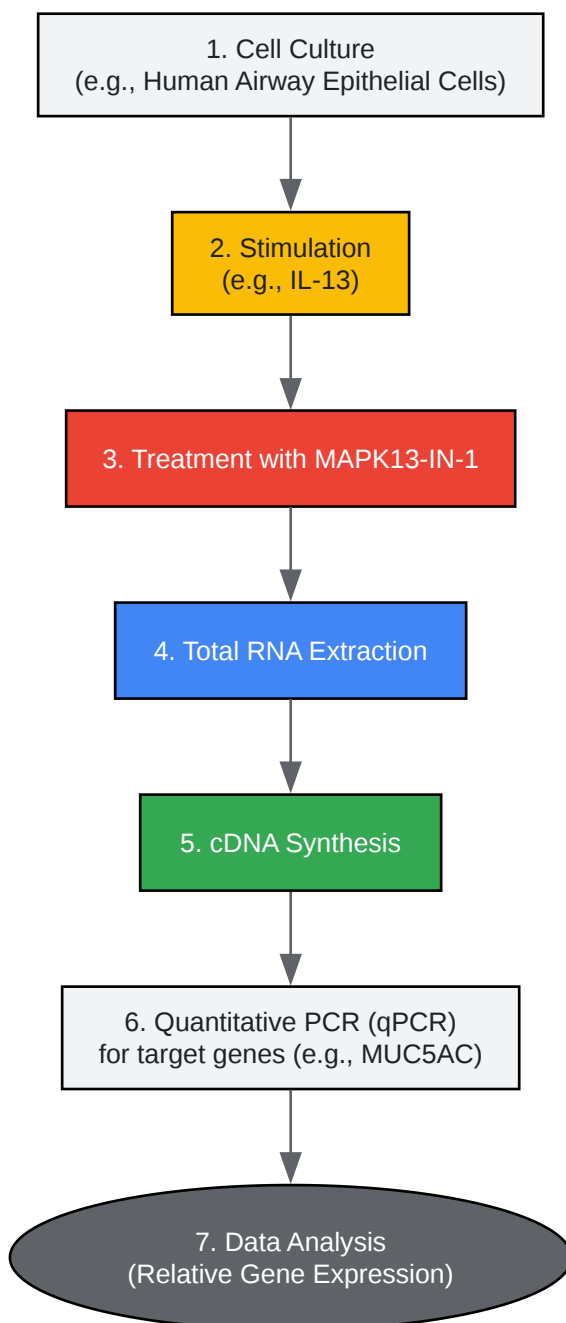 1. Cell Culture
(e.g., Human Airway Epithelial Cells)
2. Stimulation
(e.g., IL-13)
3. Treatment with MAPK13-IN-1
4. Total RNA Extraction
5. cDNA Synthesis
6. Quantitative PCR (qPCR)
for target genes (e.g., MUC5AC)
7. Data Analysis
(Relative Gene Expression)